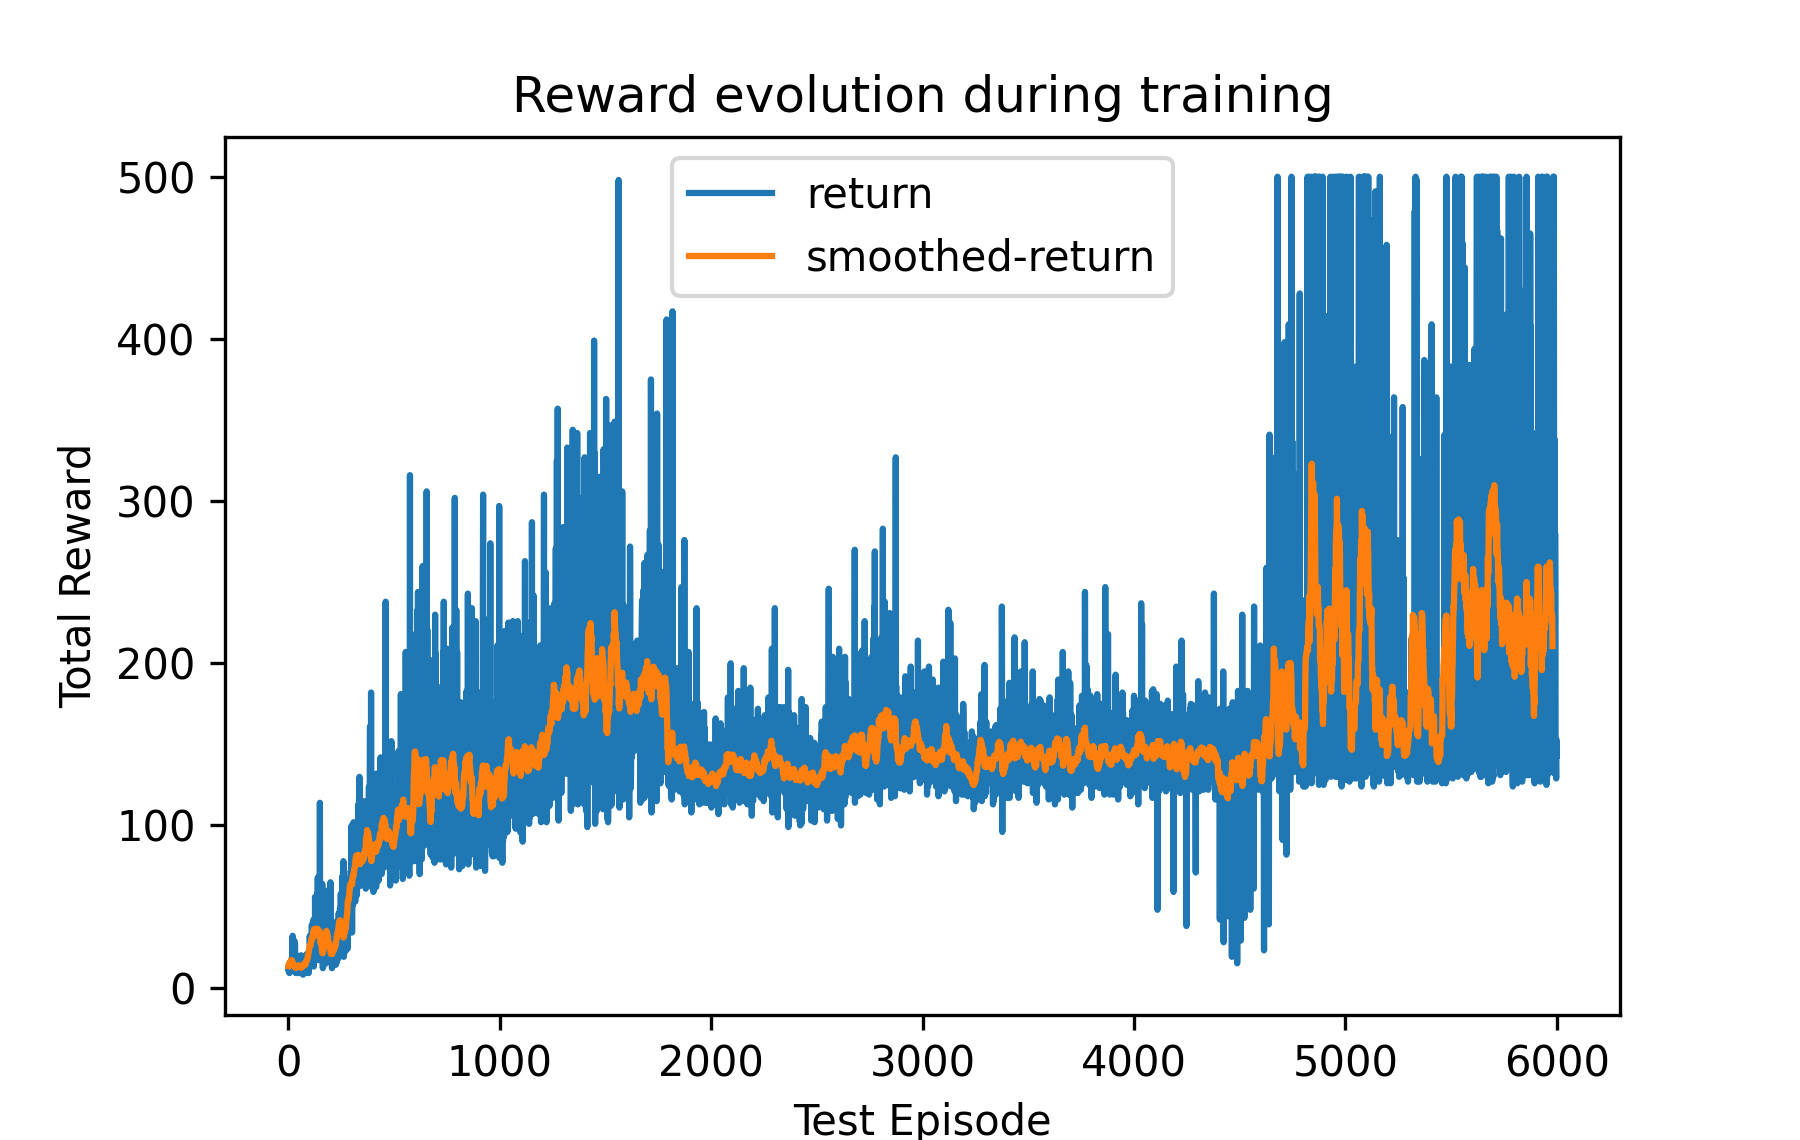 Reward evolution during training
return
smoothed-return
500
400
300
200
100
0
Total Reward
0 1000 2000 3000 4000 5000 6000
Test Episode